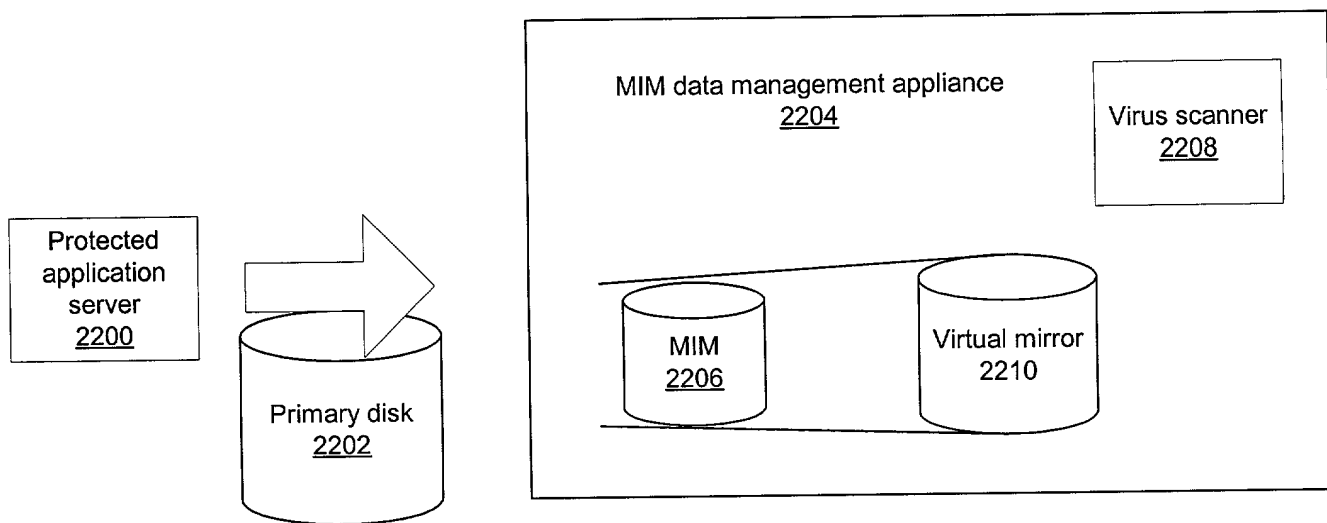 MIM data management appliance
2204
Virus scanner
2208
Protected
application
server
2200
Primary disk
2202
MIM
2206
Virtual mirror
2210